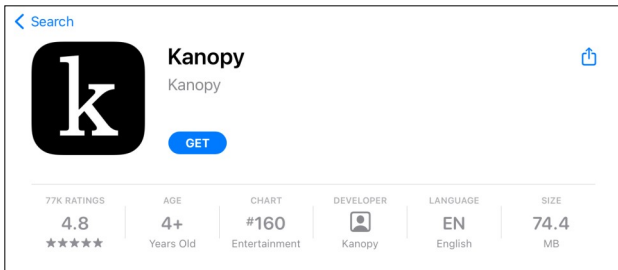 Search
k
Kanopy
Kanopy
GET
77K RATINGS
4.8
Years Old
AGE
4+
CHART
#160
Entertainment
DEVELOPER
Kanopy
LANGUAGE
EN
English
SIZE
74.4
MB